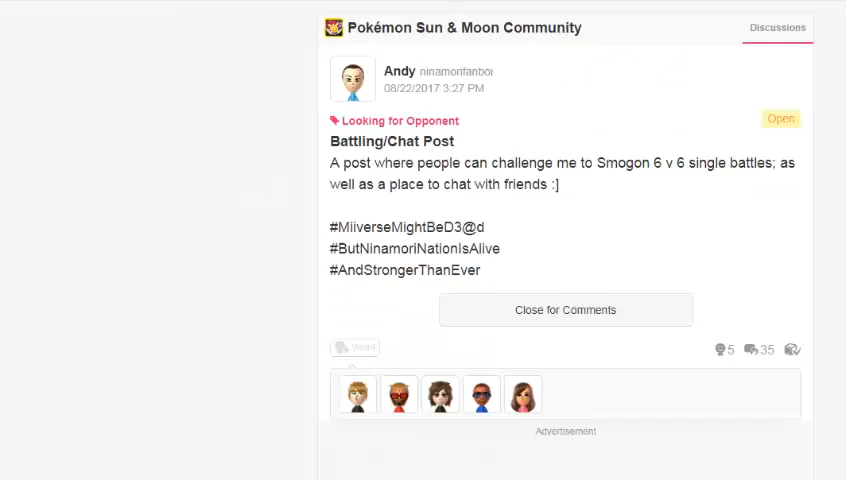 Pokémon Sun & Moon Community
Discussions
Andy ninamorifanboi
08/22/2017 3:27 PM
Looking for Opponent
Open
Battling/Chat Post
A post where people can challenge me to Smogon 6 v 6 single battles; as
well as a place to chat with friends :]
#MiiverseMightBeD3@d
#ButNinamoriNationIsAlive
#AndStrongerThanEver
Close for Comments
Yeah!
5
35
Advertisement